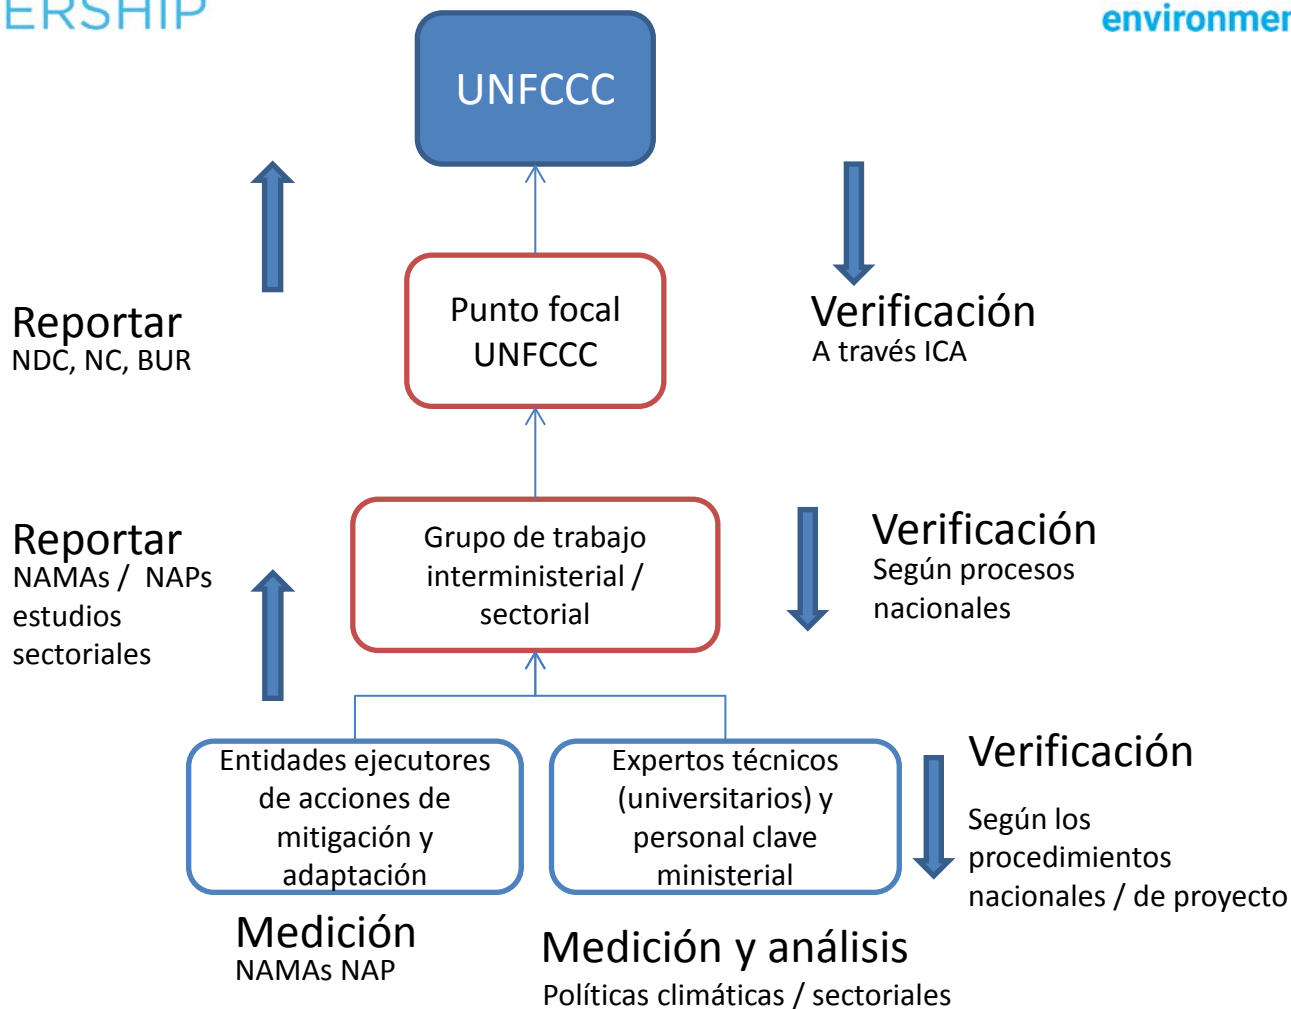 ERSHIP
environmen
UNFCCC
Punto focal
UNFCCC
Reportar
NDC, NC, BUR
Verificación
A través ICA
Grupo de trabajo
interministerial /
sectorial
Reportar
NAMAs / NAPs
estudios
sectoriales
Verificación
Según procesos
nacionales
Entidades ejecutores
de acciones de
mitigación y
adaptación
Expertos técnicos
(universitarios) y
personal clave
ministerial
Verificación
Según los
procedimientos
nacionales / de proyecto
Medición
NAMAs NAP
Medición y análisis
Políticas climáticas / sectoriales